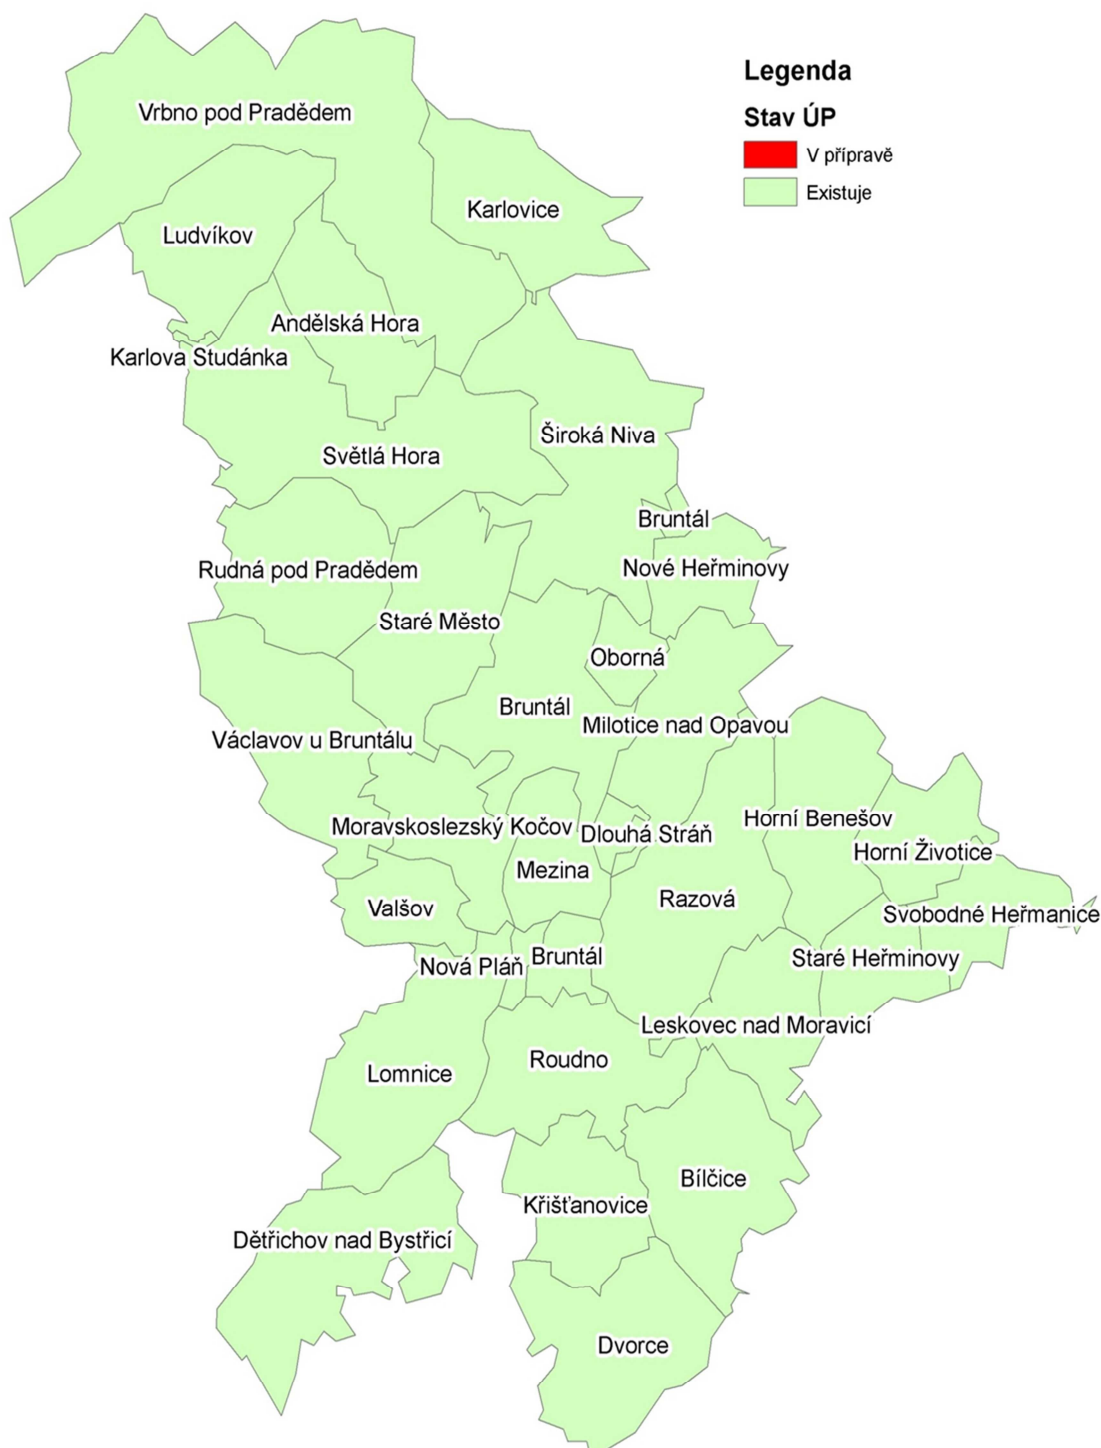 Legenda
Stav ÚP
V přípravě
Existuje
Vrbno pod Pradědem
Karlovice
Ludvíkov
Andělská Hora
Karlova Studánka
Široká Niva
Světlá Hora
Bruntál
Nové Heřminovy
Rudná pod Pradědem
Staré Město
Oborná
Bruntál
Milotice nad Opavou
Václavov u Bruntálu
Horní Benešov
Moravskoslezský Kočov
Dlouhá Stráň
Horní Životice
Mezina
Razová
Valšov
Svobodné Heřmanice
Bruntál
Staré Heřminovy
Nová Pláň
Leskovec nad Moravicí
Roudno
Lomnice
Bílčice
Křišťanovice
Dětřichov nad Bystřicí
Dvorce